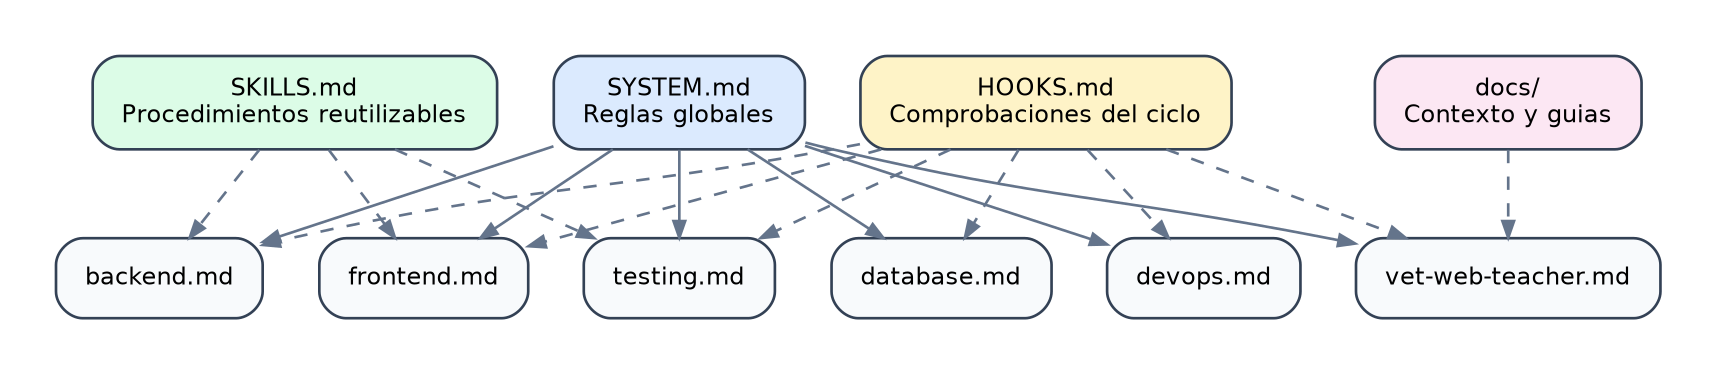 SKILLS.md
Procedimientos reutilizables
SYSTEM.md
Reglas globales
HOOKS.md
Comprobaciones del ciclo
docs/
Contexto y guias
backend.md
frontend.md
testing.md
database.md
devops.md
vet-web-teacher.md